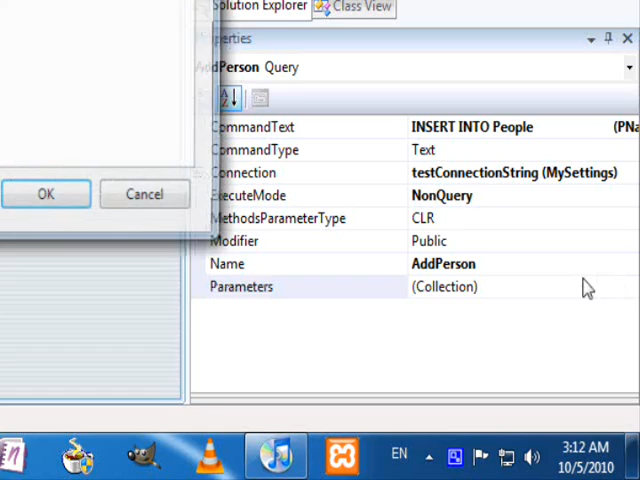 Solution Explorer Class View
Properties
AddPerson Query
CommandText INSERT INTO People (PNa
CommandType Text
Connection testConnectionString (MySettings)
ExecuteMode NonQuery
MethodsParameterType CLR
Modifier Public
Name AddPerson
Parameters (Collection)
OK Cancel
EN 3:12 AM
10/5/2010